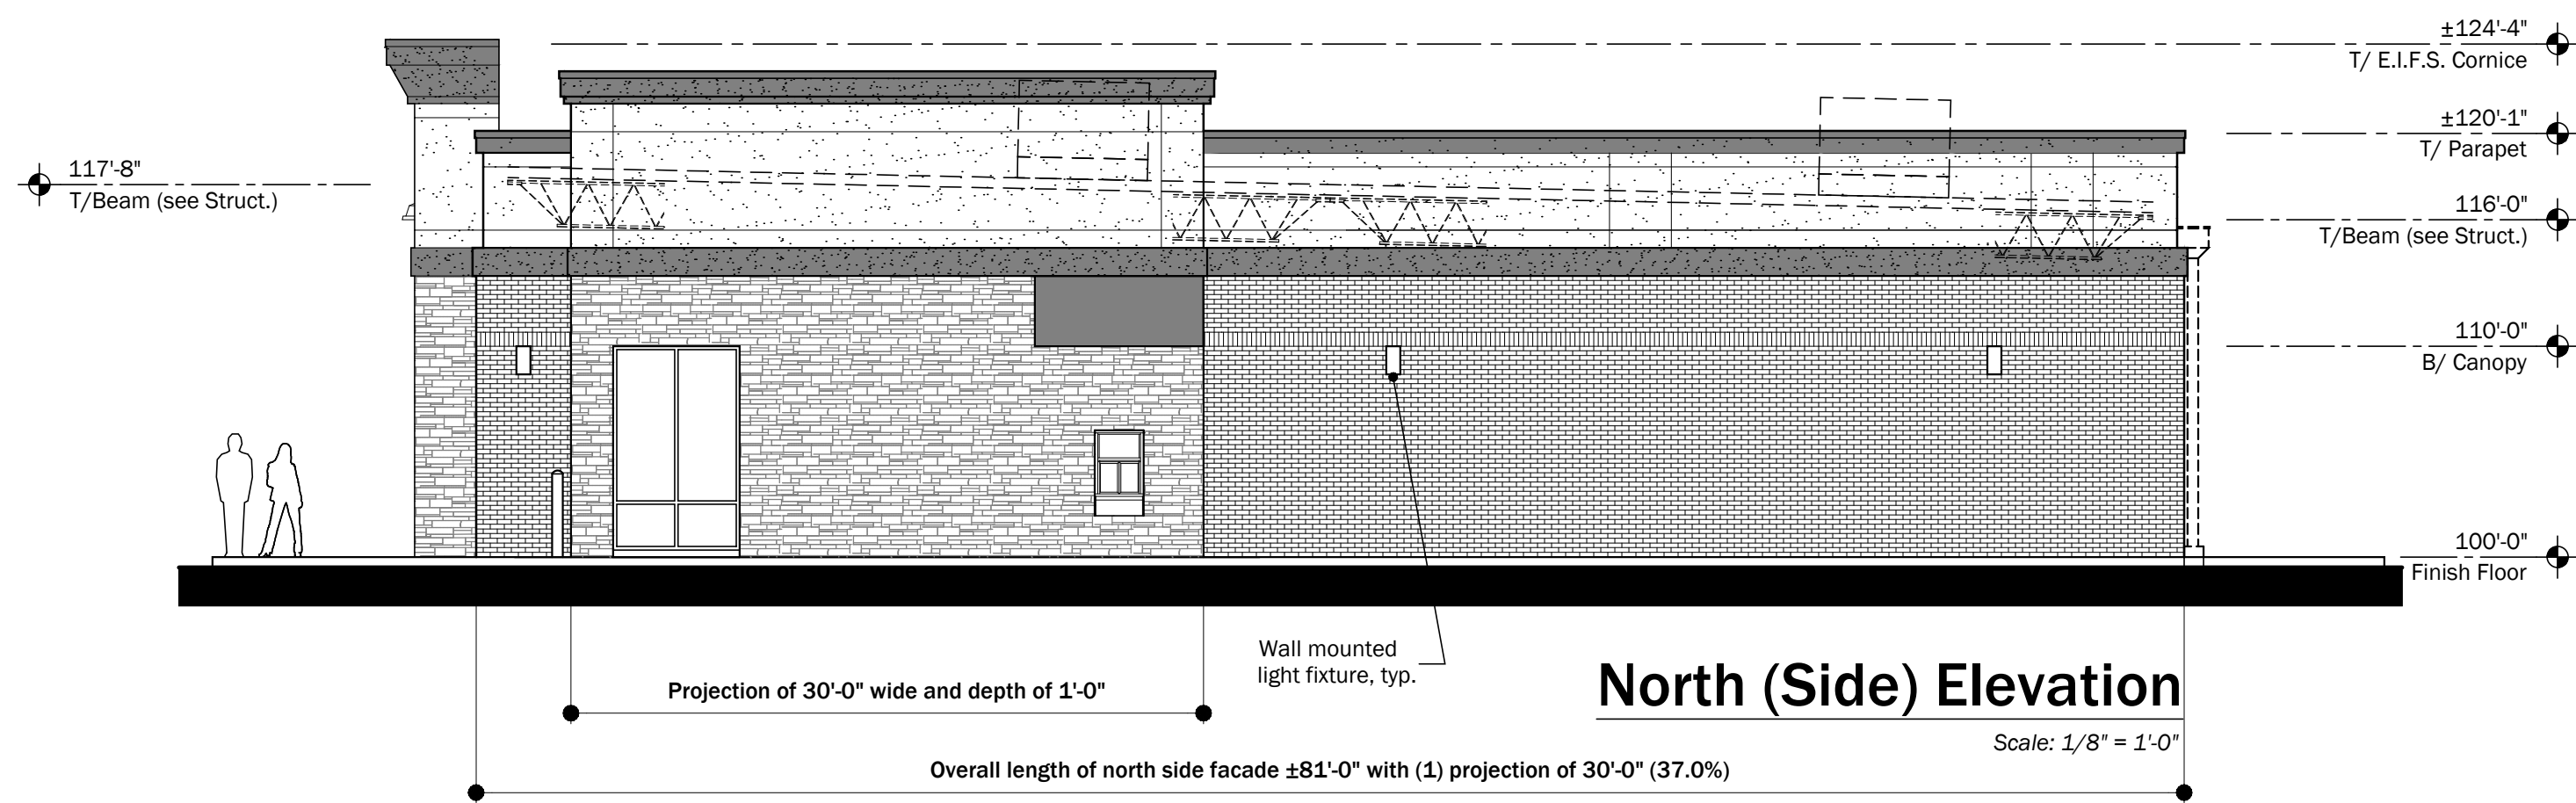 ±124'-4"
T/ E.I.F.S. Cornice
±120'-1"
T/ Parapet
117'-8"
T/Beam (see Struct.)
116'-0"
T/Beam (see Struct.)
110'-0"
B/ Canopy
100'-0"
Finish Floor
Wall mounted
light fixture, typ.
Projection of 30'-0" wide and depth of 1'-0"
North (Side) Elevation
Scale: 1/8" = 1'-0"
Overall length of north side facade ±81'-0" with (1) projection of 30'-0" (37.0%)